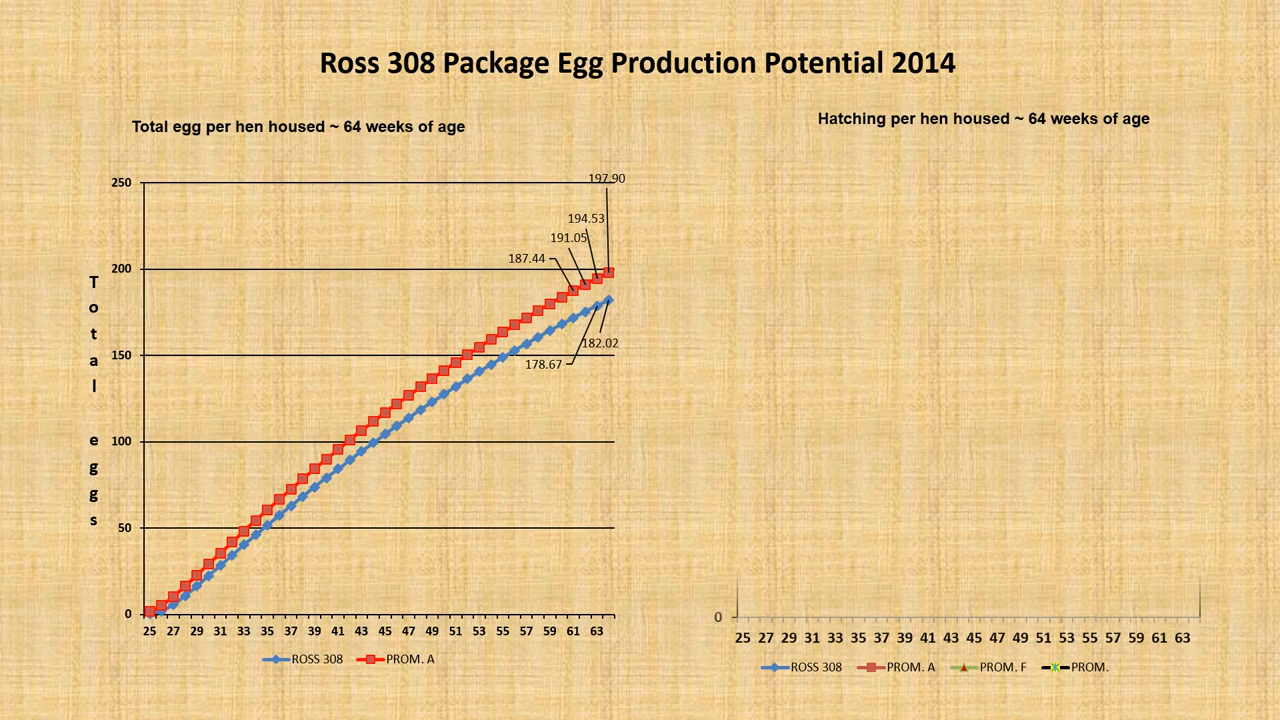 Ross 308 Package Egg Production Potential 2014
Total egg per hen housed ~ 64 weeks of age
Total eggs
250
200
150
100
50
0
197.90
194.53
191.05
187.44
182.02
178.67
25 27 29 31 33 35 37 39 41 43 45 47 49 51 53 55 57 59 61 63
ROSS 308 PROM. A
Hatching per hen housed ~ 64 weeks of age
0
25 27 29 31 33 35 37 39 41 43 45 47 49 51 53 55 57 59 61 63
ROSS 308 PROM. A PROM. F PROM.